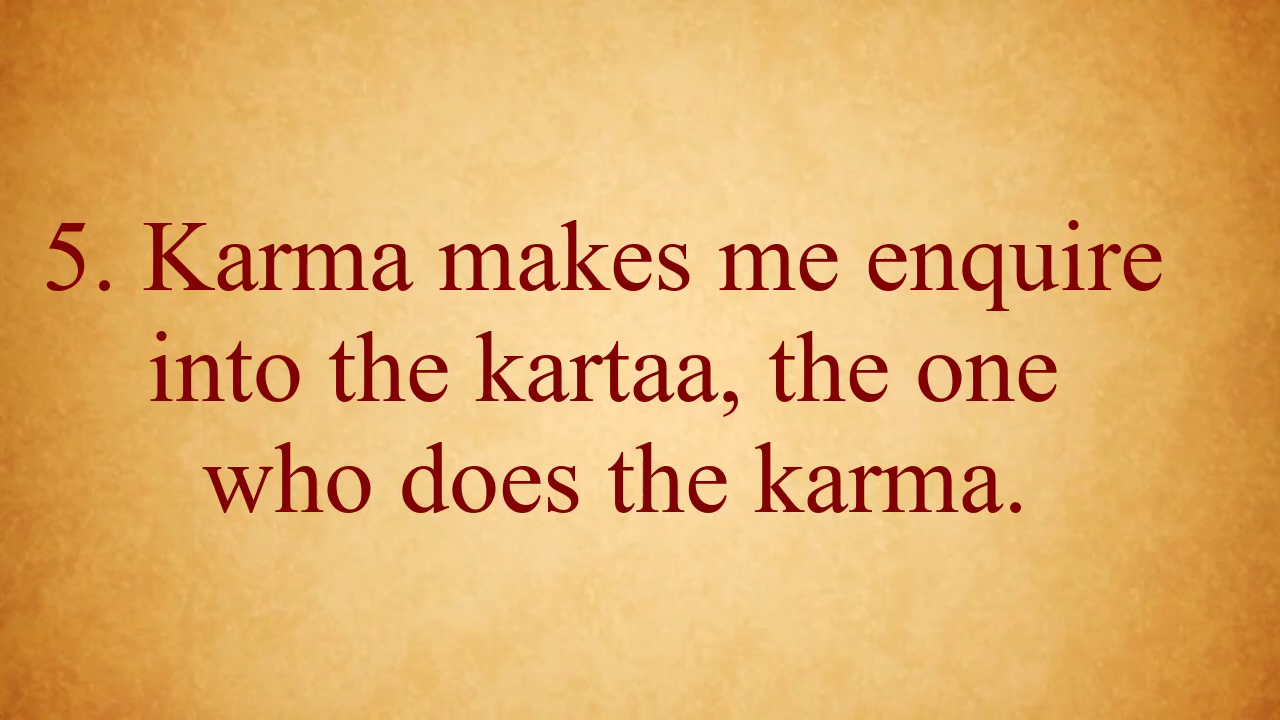 5. Karma makes me enquire
into the kartaa, the one
who does the karma.